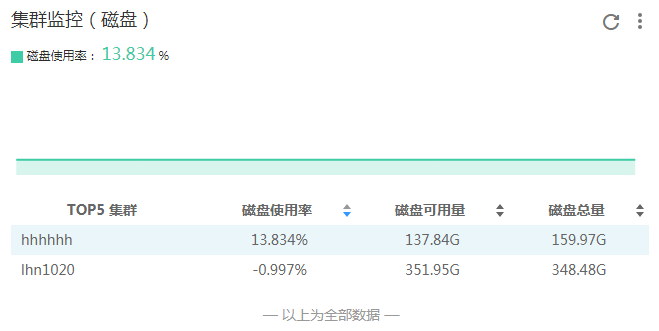 集群监控（磁盘）
磁盘使用率： 13.834 %
TOP5 集群 磁盘使用率 磁盘可用量 磁盘总量
hhhhhh 13.834% 137.84G 159.97G
lhn1020 -0.997% 351.95G 348.48G
— 以上为全部数据 —